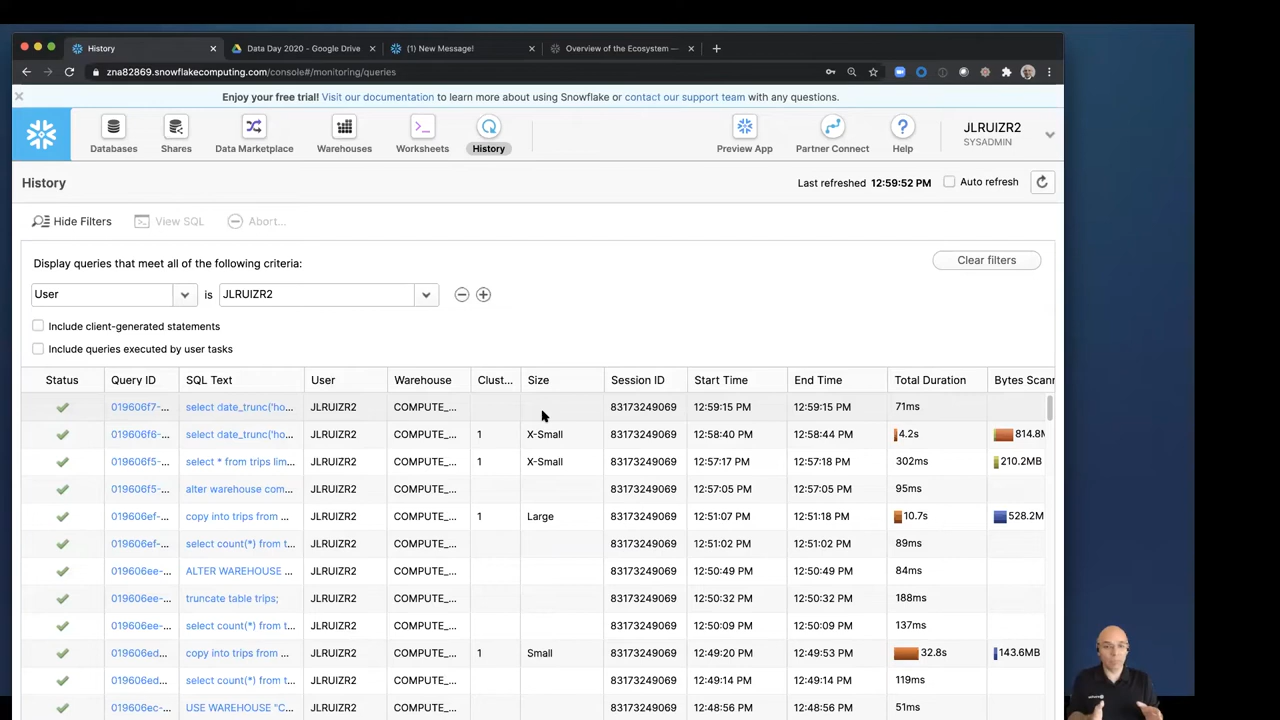 History
Data Day 2020 - Google Drive
(1) New Message!
Overview of the Ecosystem —
zna82869.snowflakecomputing.com/console#/monitoring/queries
Enjoy your free trial! Visit our documentation to learn more about using Snowflake or contact our support team with any questions.
Databases
Shares
Data Marketplace
Warehouses
Worksheets
History
Preview App
Partner Connect
Help
JLRUIZR2
SYSADMIN
History
Last refreshed 12:59:52 PM
Auto refresh
Hide Filters
View SQL
Abort...
Display queries that meet all of the following criteria:
Clear filters
User
is
JLRUIZR2
Include client-generated statements
Include queries executed by user tasks
Status Query ID SQL Text User Warehouse Clust... Size Session ID Start Time End Time Total Duration Bytes Scann
019606f7-... select date_trunc('ho... JLRUIZR2 COMPUTE_... 83173249069 12:59:15 PM 12:59:15 PM 71ms
019606f6-... select date_trunc('ho... JLRUIZR2 COMPUTE_... 1 X-Small 83173249069 12:58:40 PM 12:58:44 PM 4.2s 814.8M
019606f5-... select * from trips lim... JLRUIZR2 COMPUTE_... 1 X-Small 83173249069 12:57:17 PM 12:57:18 PM 302ms 210.2MB
019606f5-... alter warehouse com... JLRUIZR2 COMPUTE_... 83173249069 12:57:05 PM 12:57:05 PM 95ms
019606ef-... copy into trips from ... JLRUIZR2 COMPUTE_... 1 Large 83173249069 12:51:07 PM 12:51:18 PM 10.7s 528.2M
019606ef-... select count(*) from t... JLRUIZR2 COMPUTE_... 83173249069 12:51:02 PM 12:51:02 PM 89ms
019606ee-... ALTER WAREHOUSE ... JLRUIZR2 COMPUTE_... 83173249069 12:50:49 PM 12:50:49 PM 84ms
019606ee-... truncate table trips; JLRUIZR2 COMPUTE_... 83173249069 12:50:32 PM 12:50:32 PM 188ms
019606ee-... select count(*) from t... JLRUIZR2 COMPUTE_... 83173249069 12:50:09 PM 12:50:09 PM 137ms
019606ed... copy into trips from ... JLRUIZR2 COMPUTE_... 1 Small 83173249069 12:49:20 PM 12:49:53 PM 32.8s 143.6MB
019606ed... select count(*) from t... JLRUIZR2 COMPUTE_... 83173249069 12:49:14 PM 12:49:14 PM 119ms
019606ec-... USE WAREHOUSE "C... JLRUIZR2 COMPUTE_... 83173249069 12:48:56 PM 12:48:56 PM 51ms